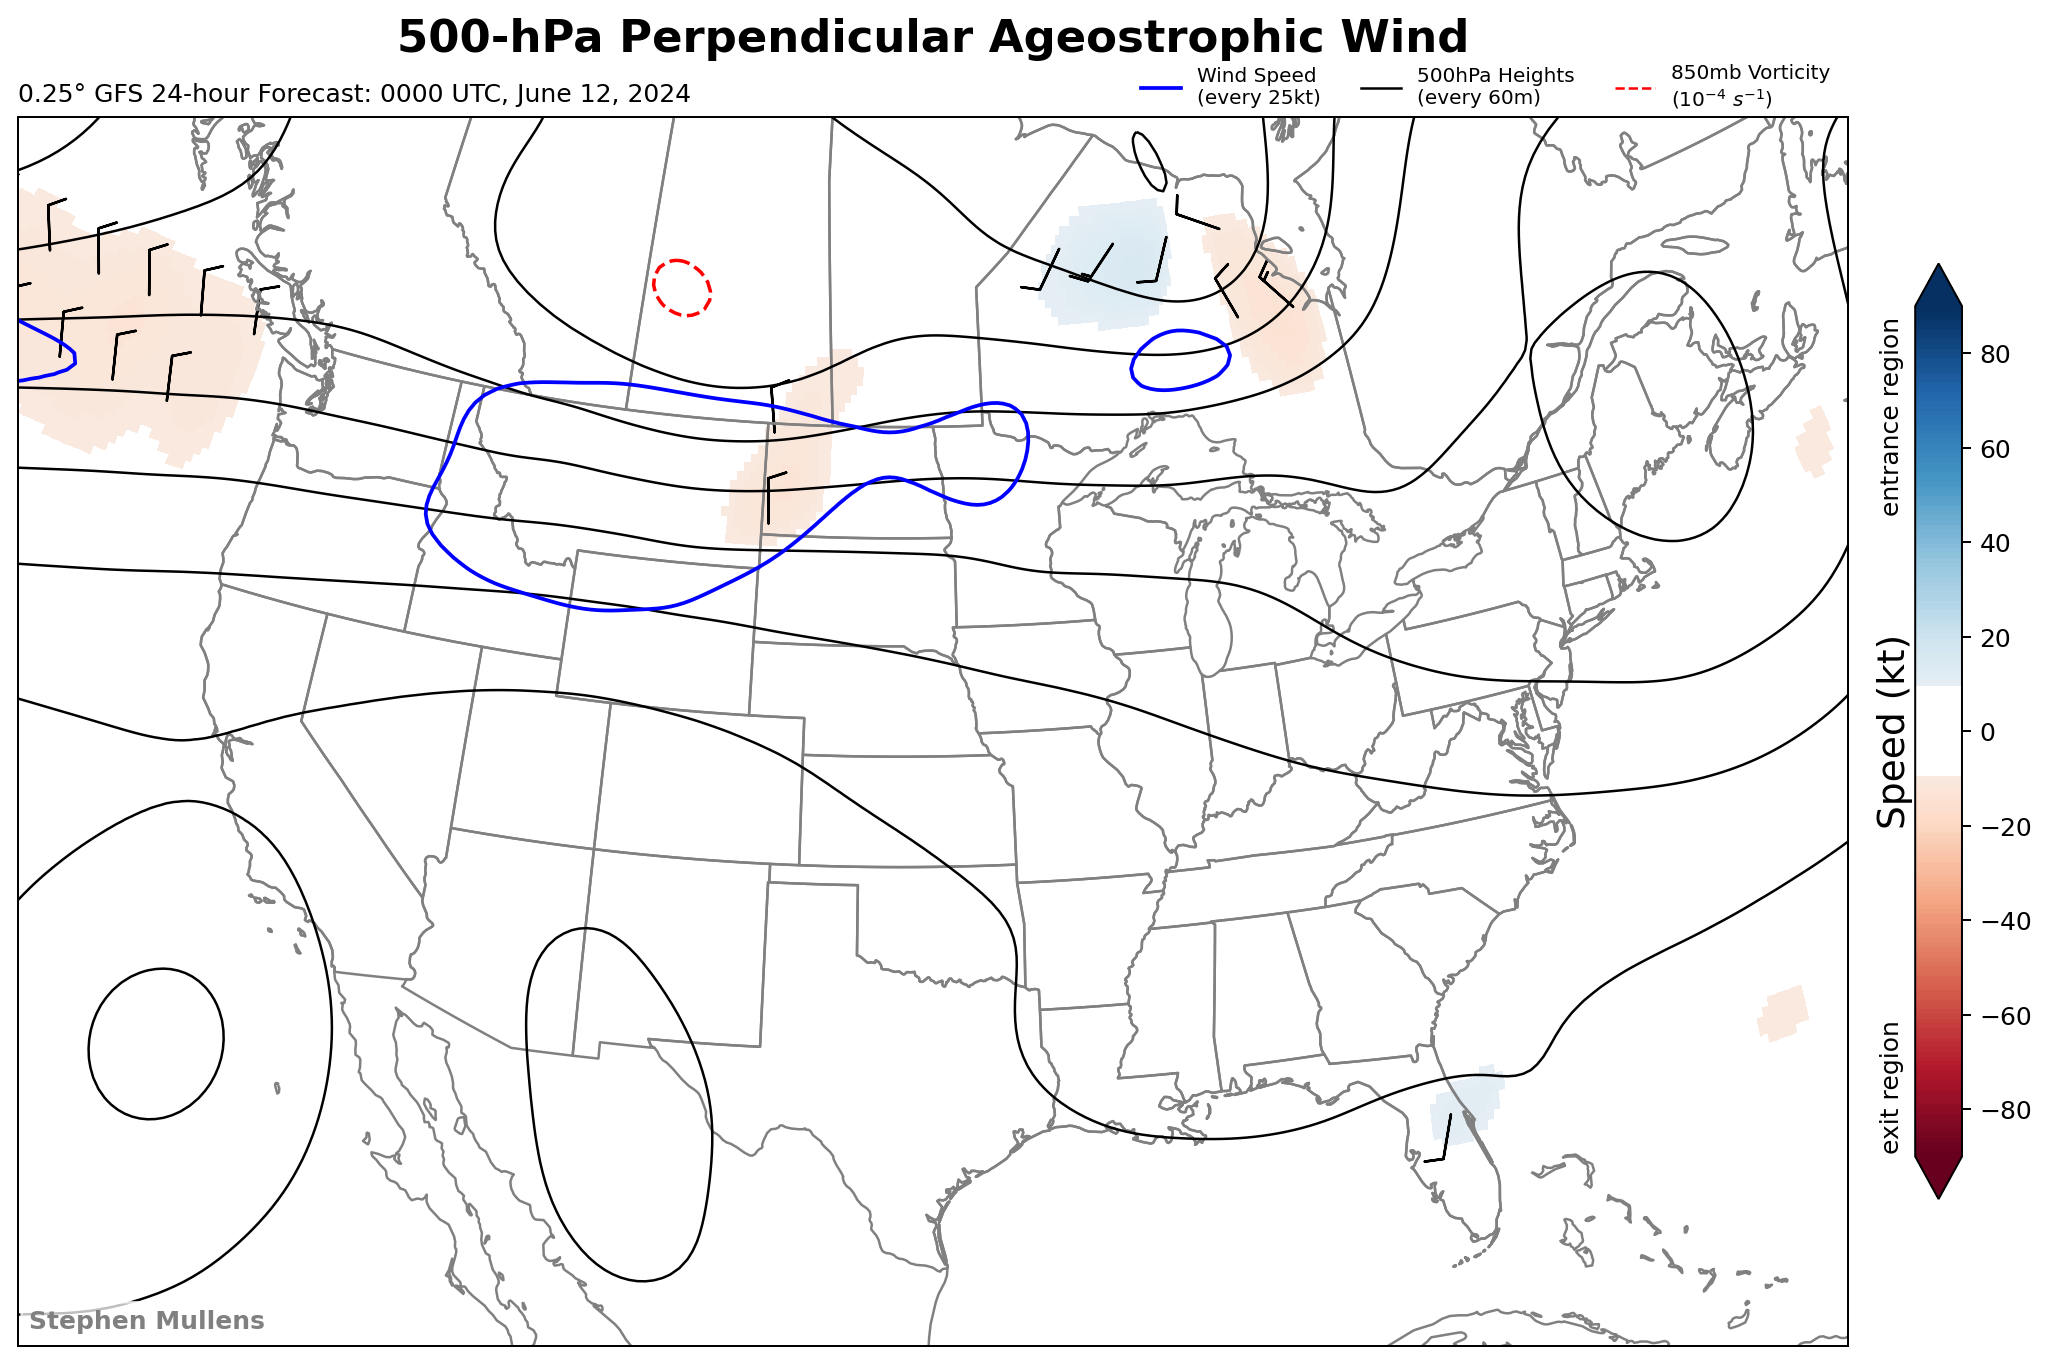 500-hPa Perpendicular Ageostrophic Wind
0.25° GFS 24-hour Forecast: 0000 UTC, June 12, 2024
Wind Speed
(every 25kt)
500hPa Heights
(every 60m)
850mb Vorticity
(10⁻⁴ s⁻¹)
entrance region
Speed (kt)
exit region
80
60
40
20
0
−20
−40
−60
−80
Stephen Mullens